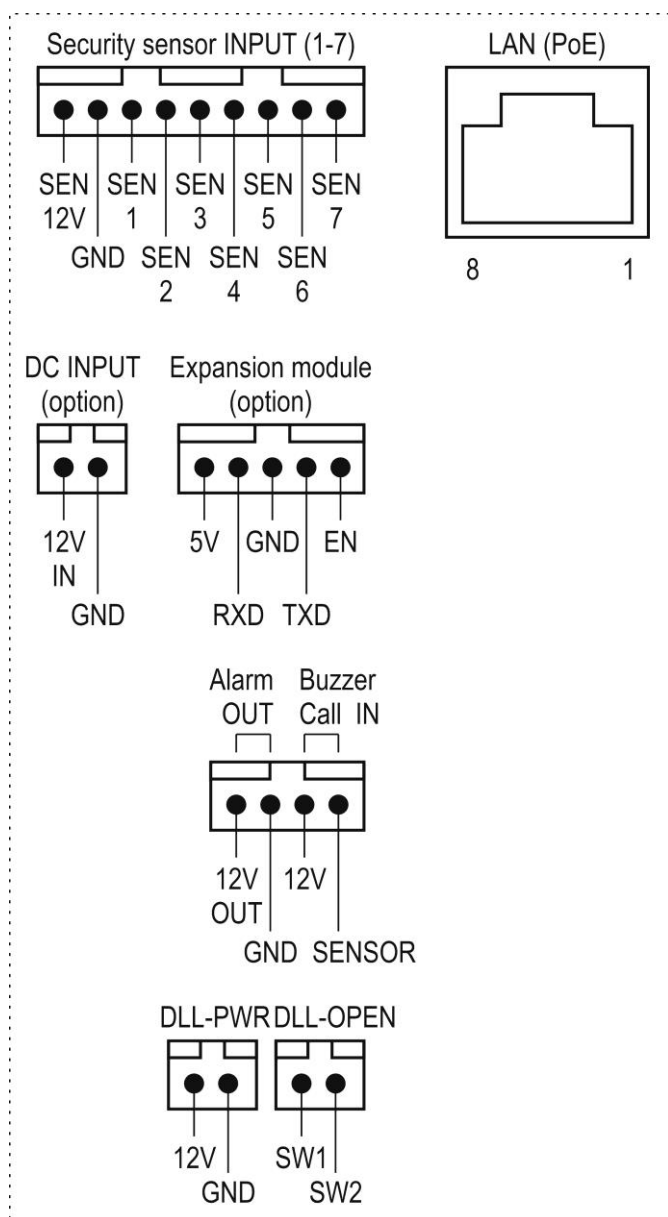 Security sensor INPUT (1-7)
LAN (PoE)
SEN SEN SEN SEN SEN
12V 1 3 5 7
GND SEN SEN SEN
2 4 6
8 1
DC INPUT
(option)
Expansion module
(option)
12V
IN
GND
5V GND EN
RXD TXD
Alarm
OUT
Buzzer
Call IN
12V 12V
OUT
GND SENSOR
DLL-PWR DLL-OPEN
12V SW1
GND SW2